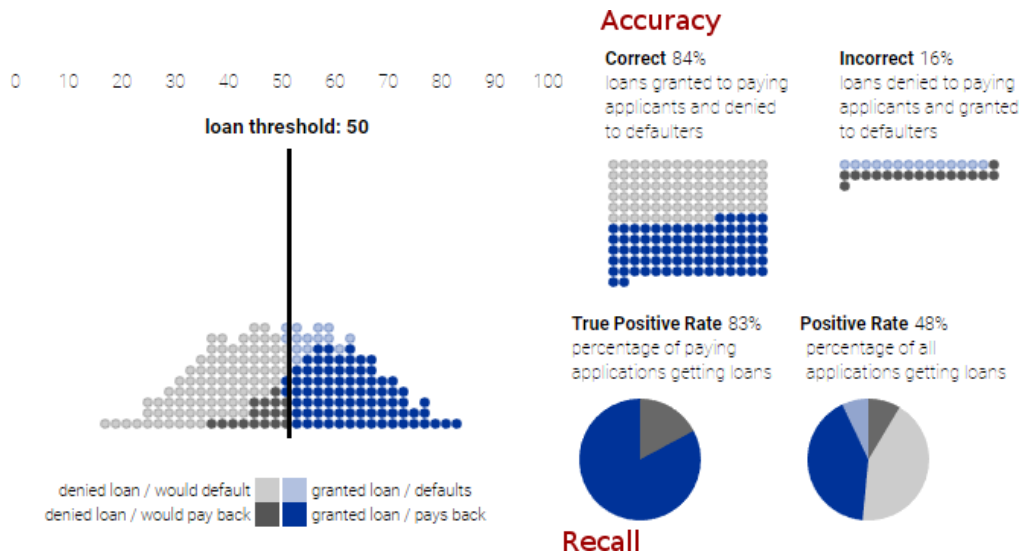 Accuracy
0 10 20 30 40 50 60 70 80 90 100
loan threshold: 50
Correct 84%
loans granted to paying
applicants and denied
to defaulters
Incorrect 16%
loans denied to paying
applicants and granted
to defaulters
True Positive Rate 83%
percentage of paying
applications getting loans
Positive Rate 48%
percentage of all
applications getting loans
denied loan / would default
granted loan / defaults
denied loan / would pay back
granted loan / pays back
Recall